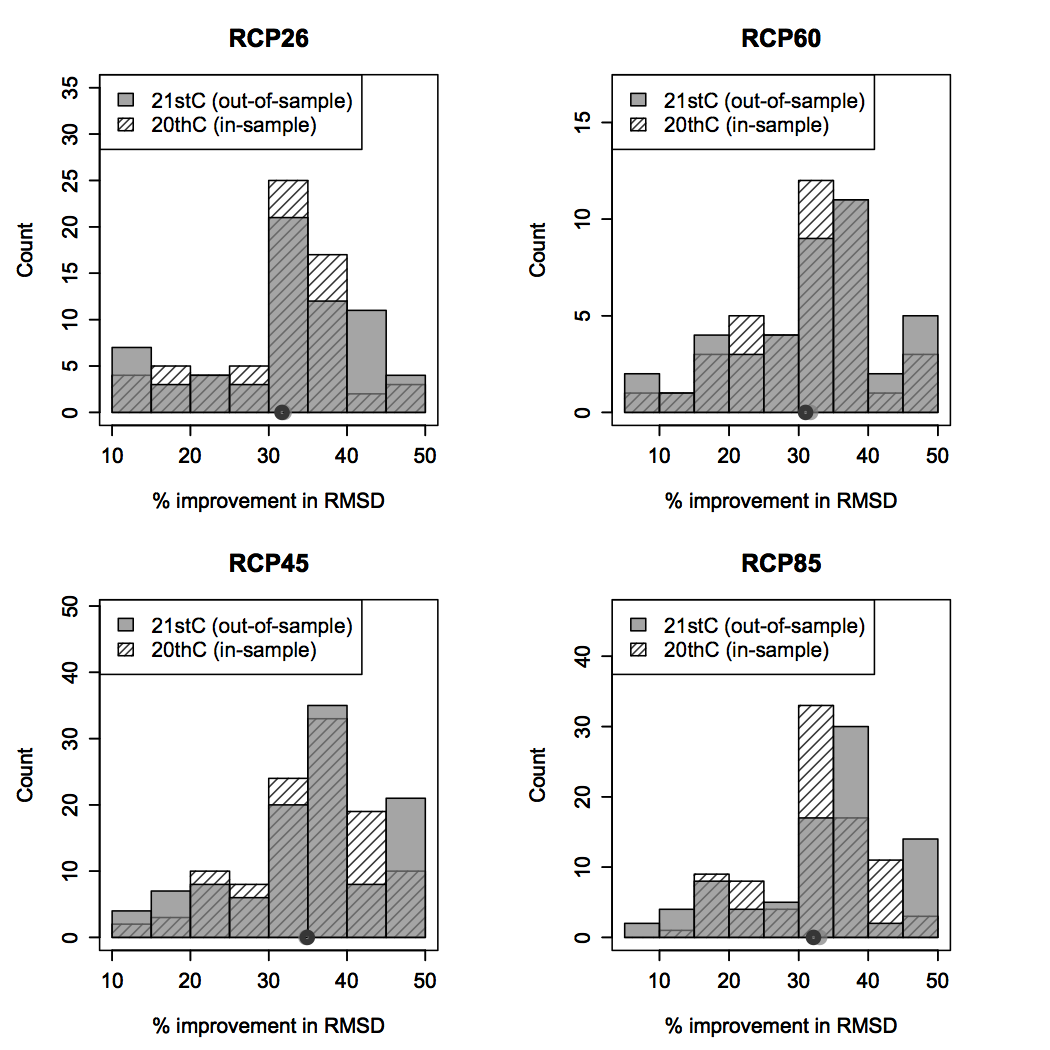 RCP26
21stC (out-of-sample)
20thC (in-sample)
35
30
25
20
15
10
5
0
Count
10 20 30 40 50
% improvement in RMSD
RCP60
21stC (out-of-sample)
20thC (in-sample)
15
10
5
0
Count
10 20 30 40 50
% improvement in RMSD
RCP45
21stC (out-of-sample)
20thC (in-sample)
50
40
30
20
10
0
Count
10 20 30 40 50
% improvement in RMSD
RCP85
21stC (out-of-sample)
20thC (in-sample)
40
30
20
10
0
Count
10 20 30 40 50
% improvement in RMSD